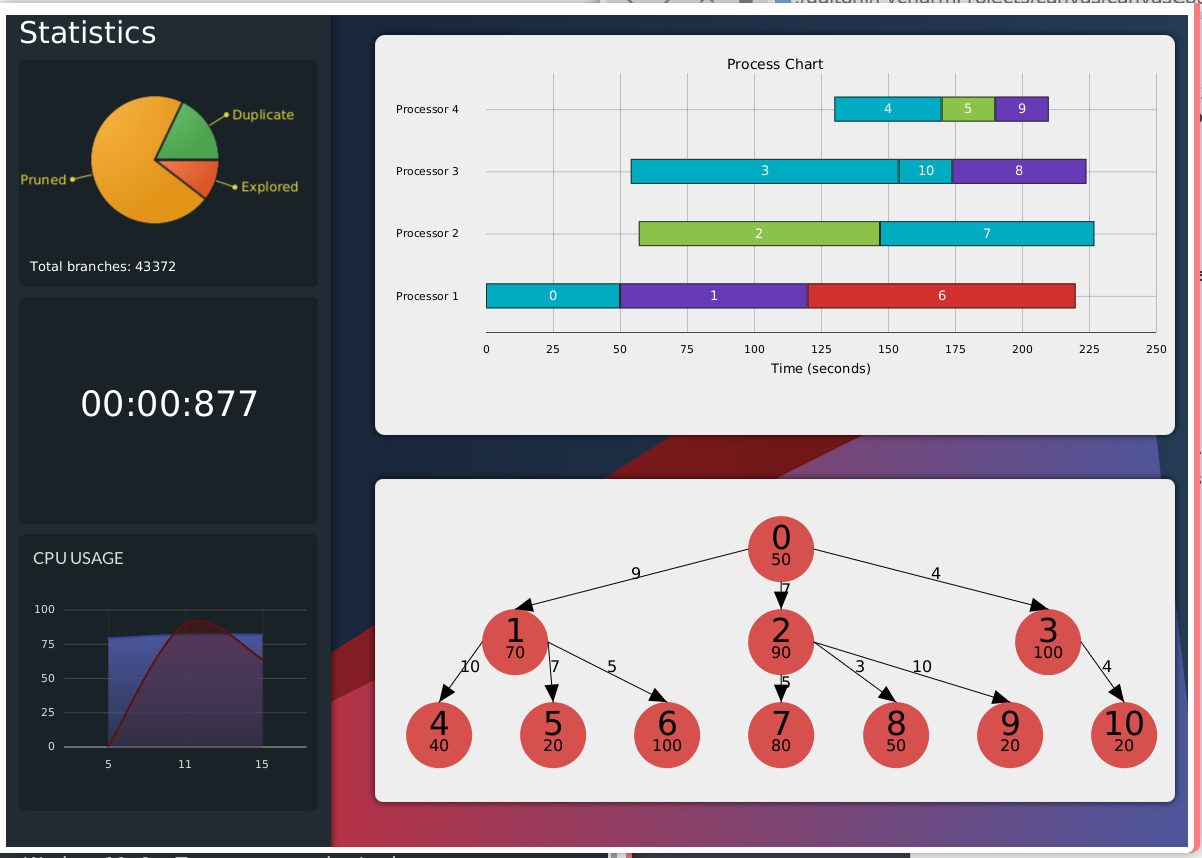 Statistics
Duplicate
Pruned
Explored
Total branches: 43372
00:00:877
CPU USAGE
100
75
50
25
0
5 11 15
Process Chart
Processor 4 4 5 9
Processor 3 3 10 8
Processor 2 2 7
Processor 1 0 1 6
0 25 50 75 100 125 150 175 200 225 250
Time (seconds)
0
50
9 7 4
1 2 3
70 90 100
10 7 5 5 3 10 4
4 5 6 7 8 9 10
40 20 100 80 50 20 20